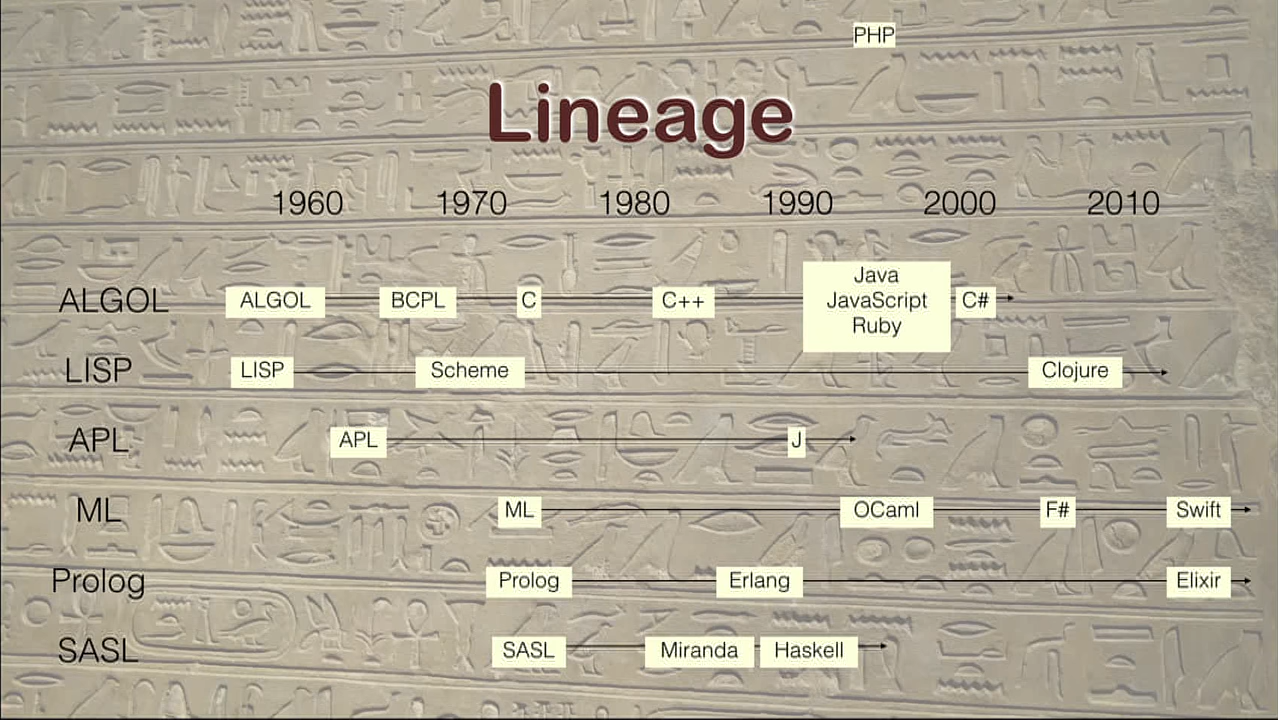 PHP
Lineage
1960 1970 1980 1990 2000 2010
ALGOL ALGOL BCPL C C++ Java JavaScript Ruby C#
LISP LISP Scheme Clojure
APL APL J
ML ML OCaml F# Swift
Prolog Prolog Erlang Elixir
SASL SASL Miranda Haskell